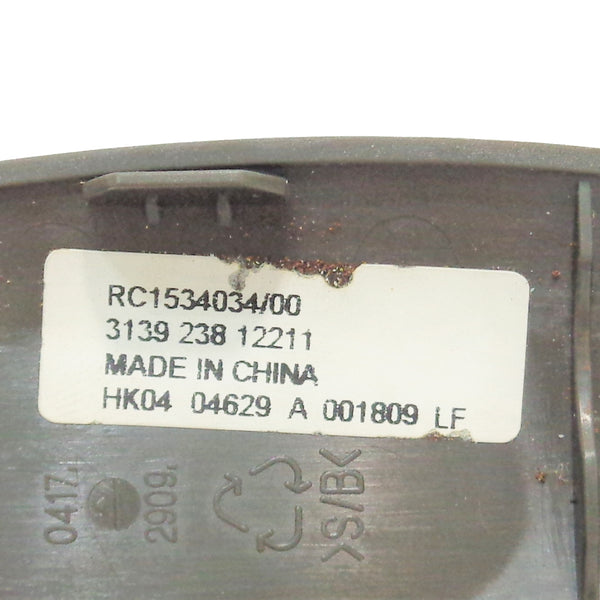 RC1534034/00
3139 238 12211
MADE IN CHINA
HK04 04629 A 001809 LF
0417.
2909.
>S/B<